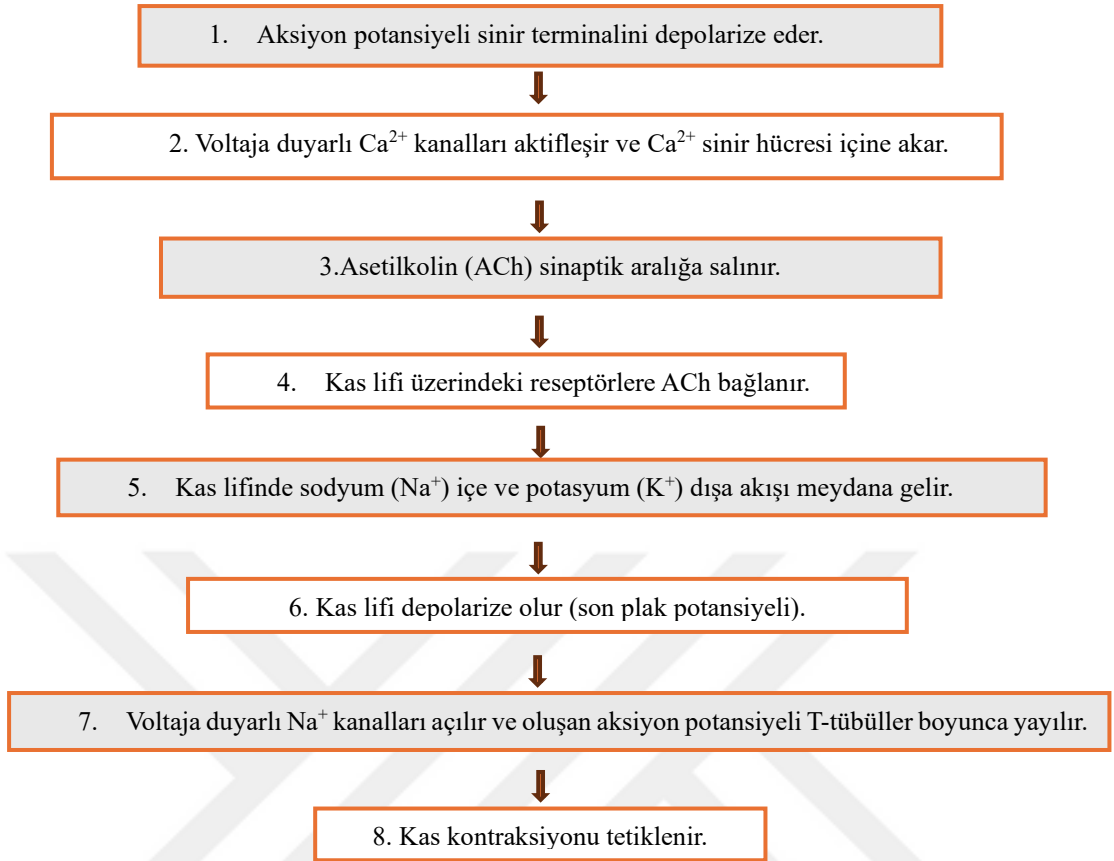 1. Aksiyon potansiyeli sinir terminalini depolarize eder.
2. Voltaja duyarlı Ca²⁺ kanalları aktifleşir ve Ca²⁺ sinir hücresi içine akar.
3.Asetilkolin (ACh) sinaptik aralığa salınır.
4. Kas lifi üzerindeki reseptörlere ACh bağlanır.
5. Kas lifinde sodyum (Na⁺) içe ve potasyum (K⁺) dışa akışı meydana gelir.
6. Kas lifi depolarize olur (son plak potansiyeli).
7. Voltaja duyarlı Na⁺ kanalları açılır ve oluşan aksiyon potansiyeli T-tübüller boyunca yayılır.
8. Kas kontraksiyonu tetiklenir.